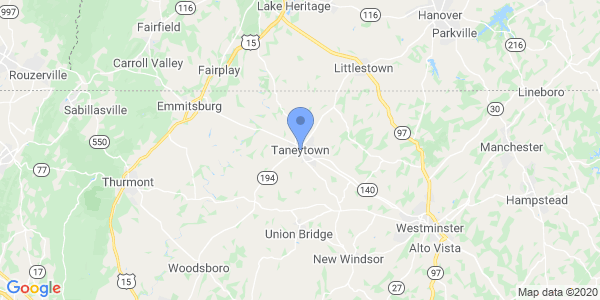 Lake Heritage
Hanover
997
116
116
Fairfield
Parkville
15
216
Carroll Valley
Fairplay
Littlestown
Rouzerville
Lineboro
Sabillasville
Emmitsburg
30
97
550
Taneytown
Manchester
77
194
140
Thurmont
Hampstead
Westminster
Union Bridge
Alto Vista
New Windsor
Woodsboro
17
15
97
27
Google
Map data ©2020